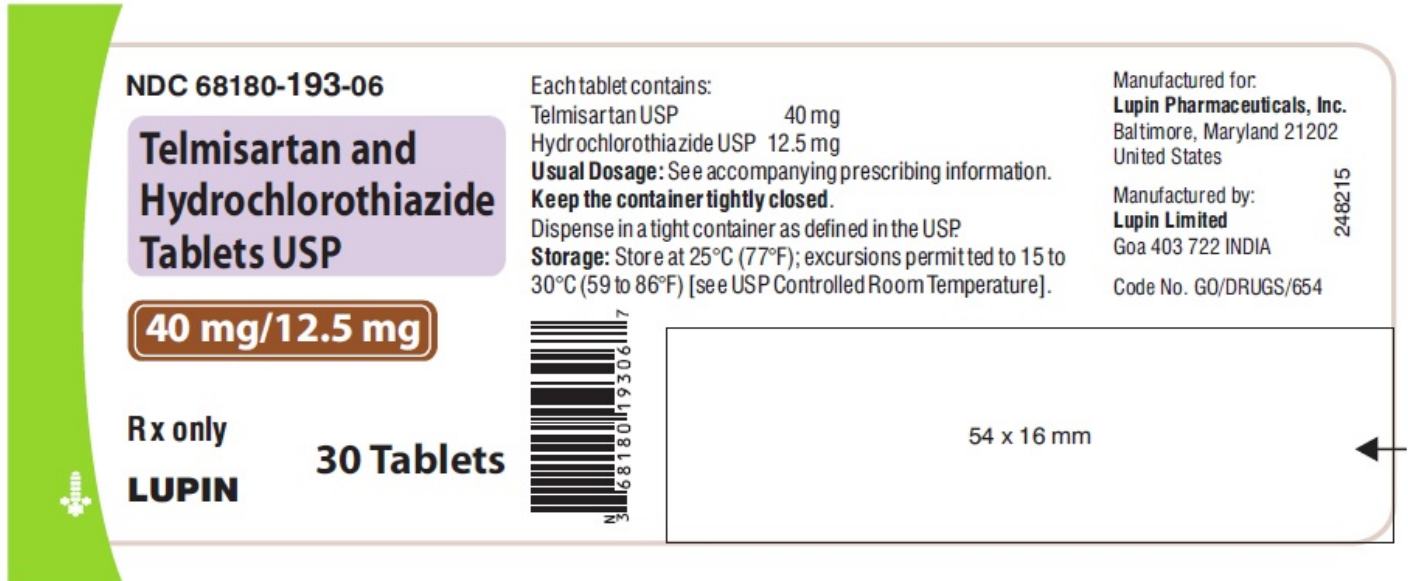 NDC 68180-193-06
Telmisartan and
Hydrochlorothiazide
Tablets USP
40 mg/12.5 mg
Rx only
30 Tablets
LUPIN
Each tablet contains:
Telmisartan USP 40 mg
Hydrochlorothiazide USP 12.5 mg
Usual Dosage: See accompanying prescribing information.
Keep the container tightly closed.
Dispense in a tight container as defined in the USP.
Storage: Store at 25°C (77°F); excursions permitted to 15 to
30°C (59 to 86°F) [see USP Controlled Room Temperature].
N
3 68180 19306 7
Manufactured for:
Lupin Pharmaceuticals, Inc.
Baltimore, Maryland 21202
United States
Manufactured by:
Lupin Limited
Goa 403 722 INDIA
Code No. GO/DRUGS/654
248215
54 x 16 mm